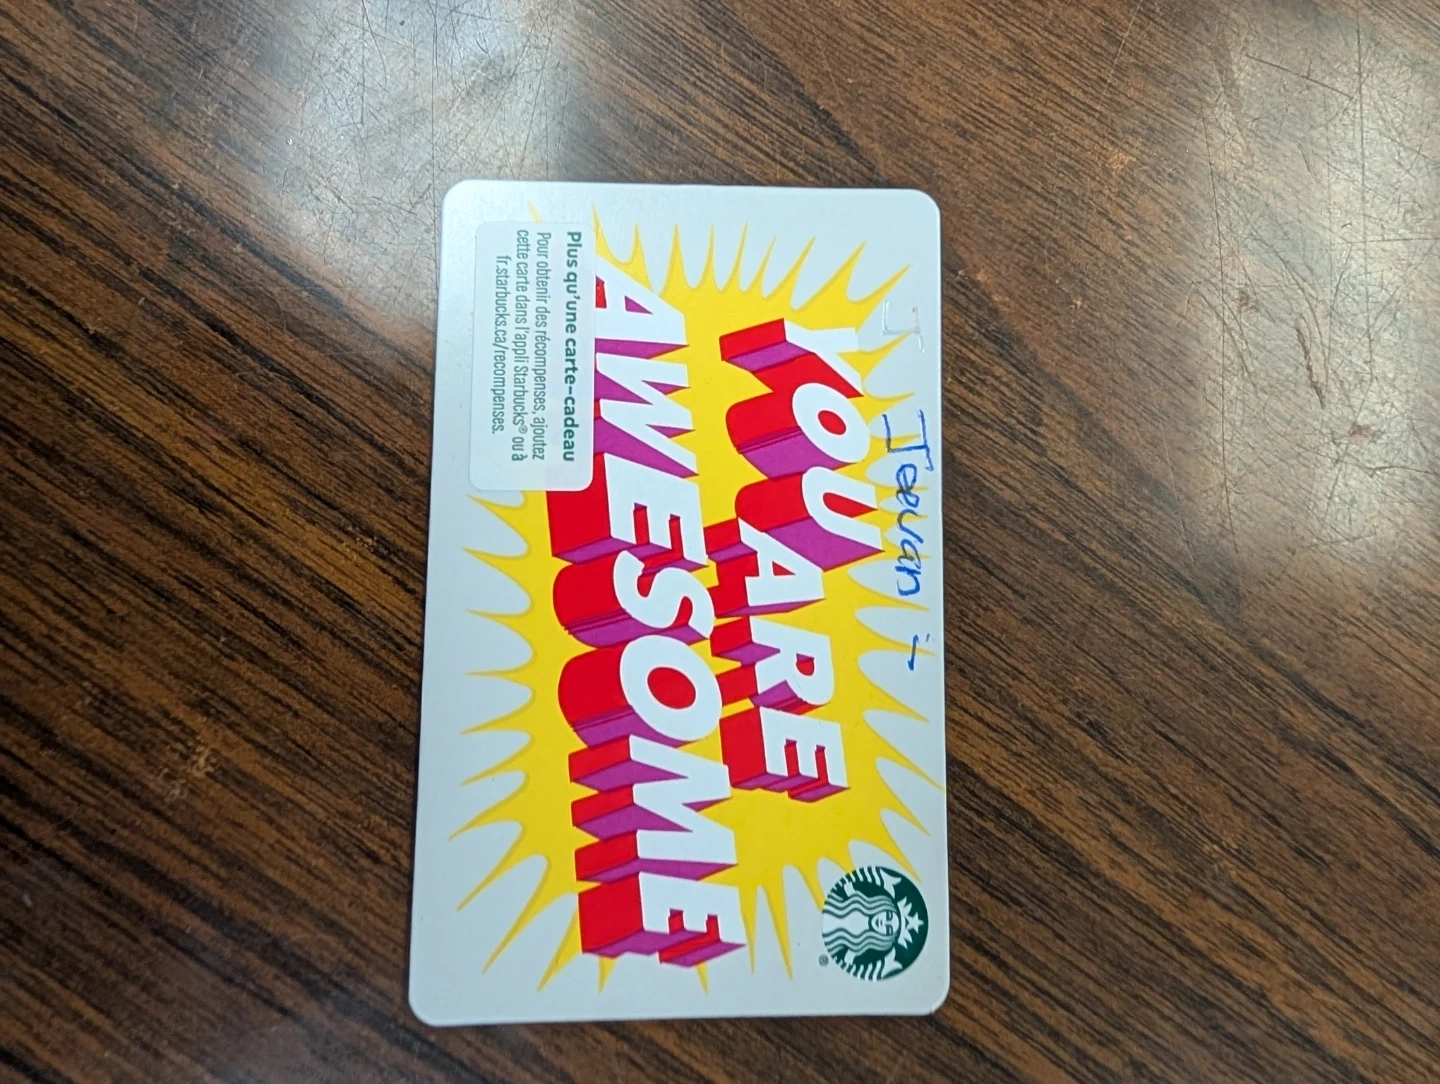 Jeevan :-
YOU ARE
AWESOME
Plus qu'une carte-cadeau
Pour obtenir des récompenses, ajoutez
cette carte dans l'appli Starbucks® ou à
fr.starbucks.ca/recompenses.
®